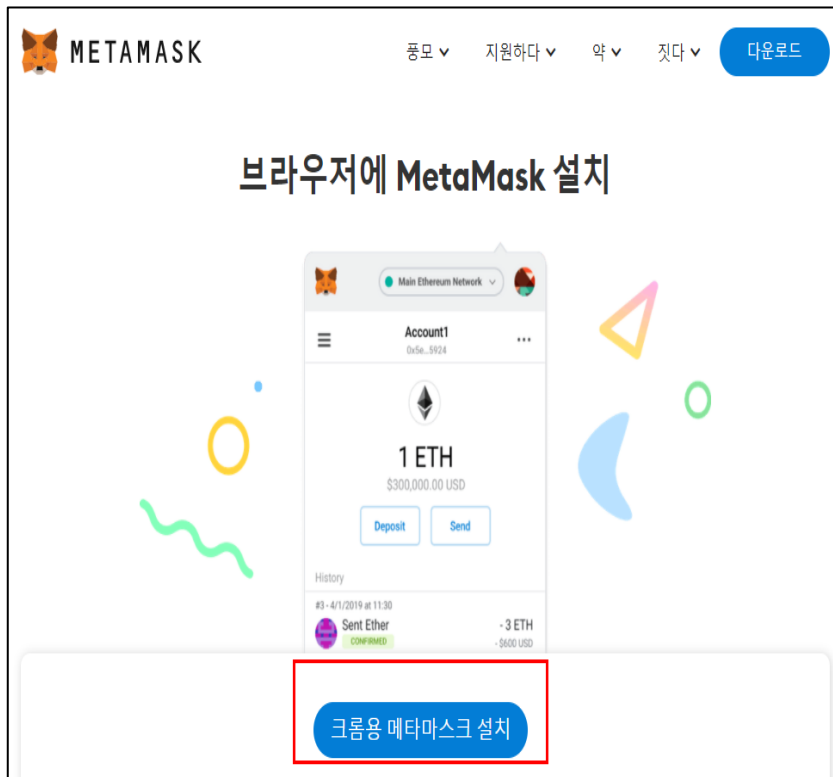 METAMASK
풍모 지원하다 약 짓다 다운로드
브라우저에 MetaMask 설치
Main Ethereum Network
Account1
0x5e...5924
1 ETH
$300,000.00 USD
Deposit Send
History
#3 - 4/1/2019 at 11:30
Sent Ether - 3 ETH
CONFIRMED - $600 USD
크롬용 메타마스크 설치